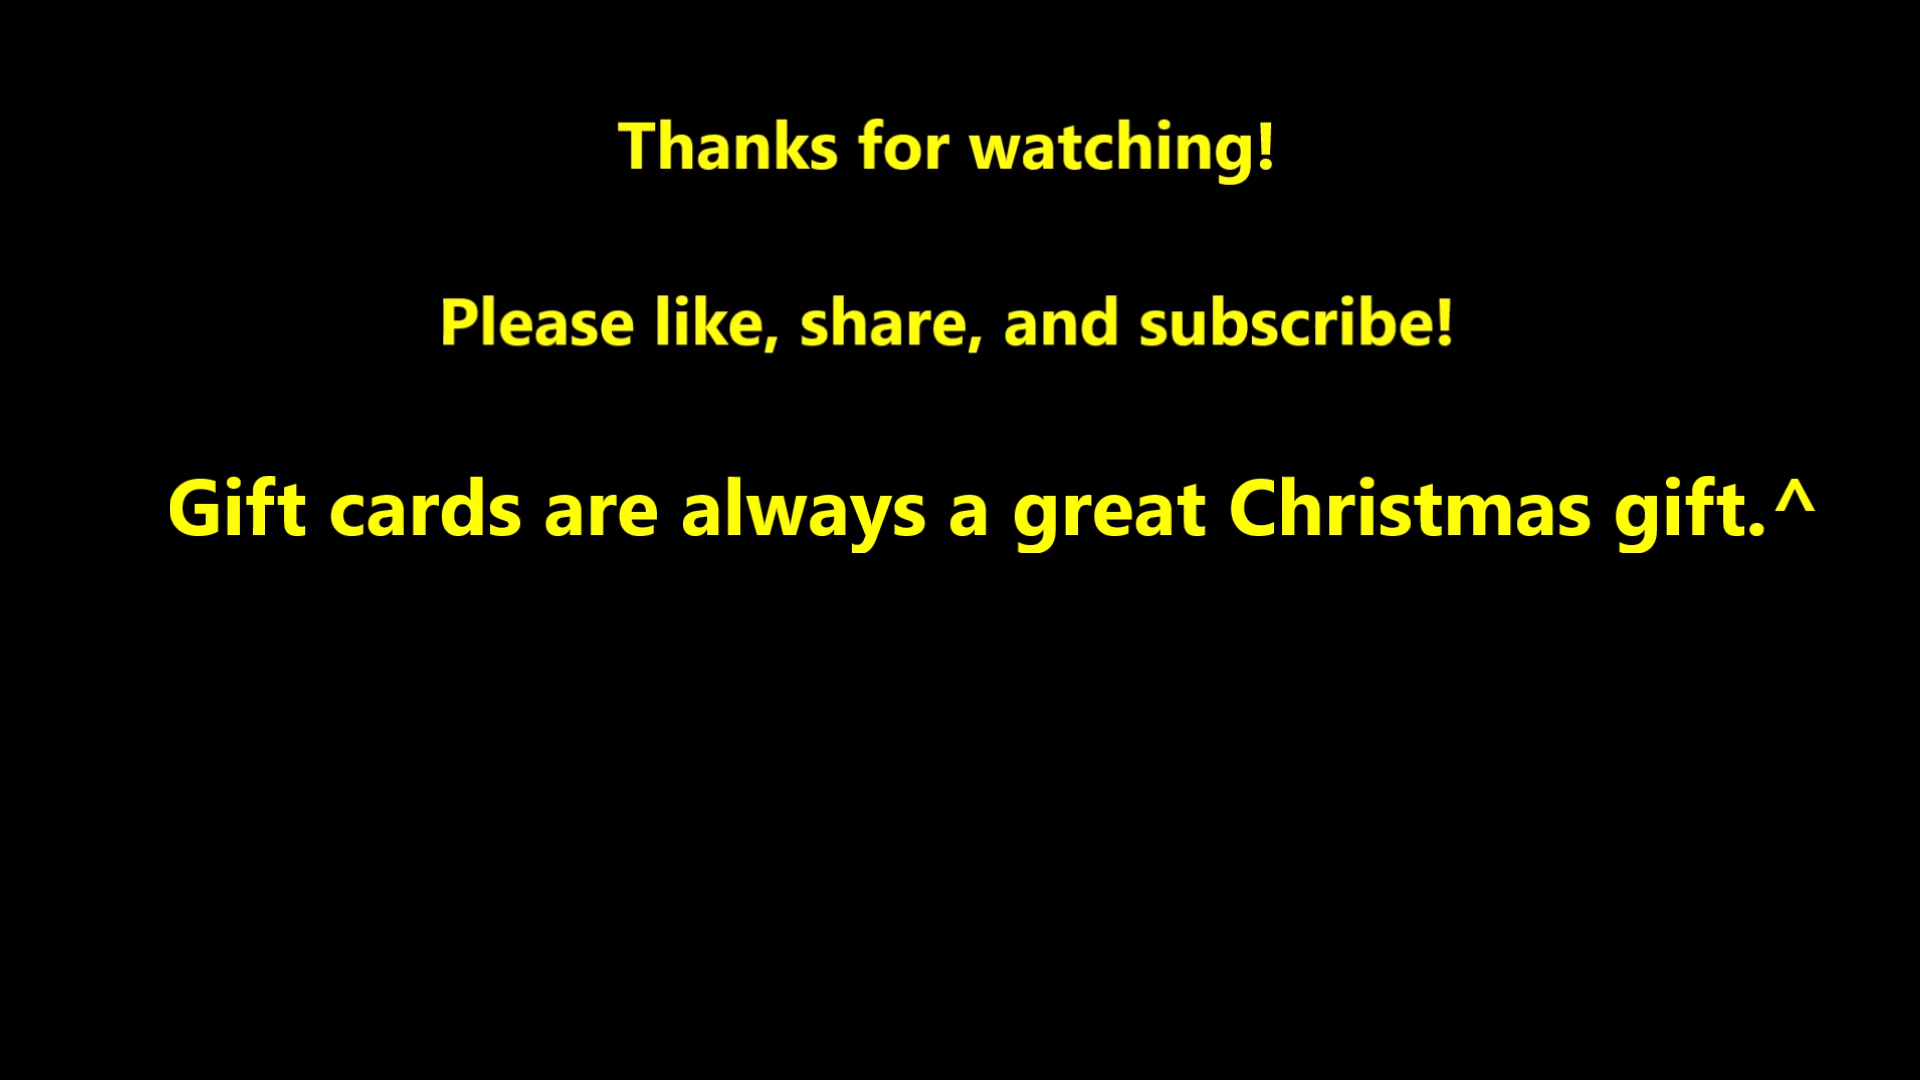 Thanks for watching!
Please like, share, and subscribe!
Gift cards are always a great Christmas gift.^